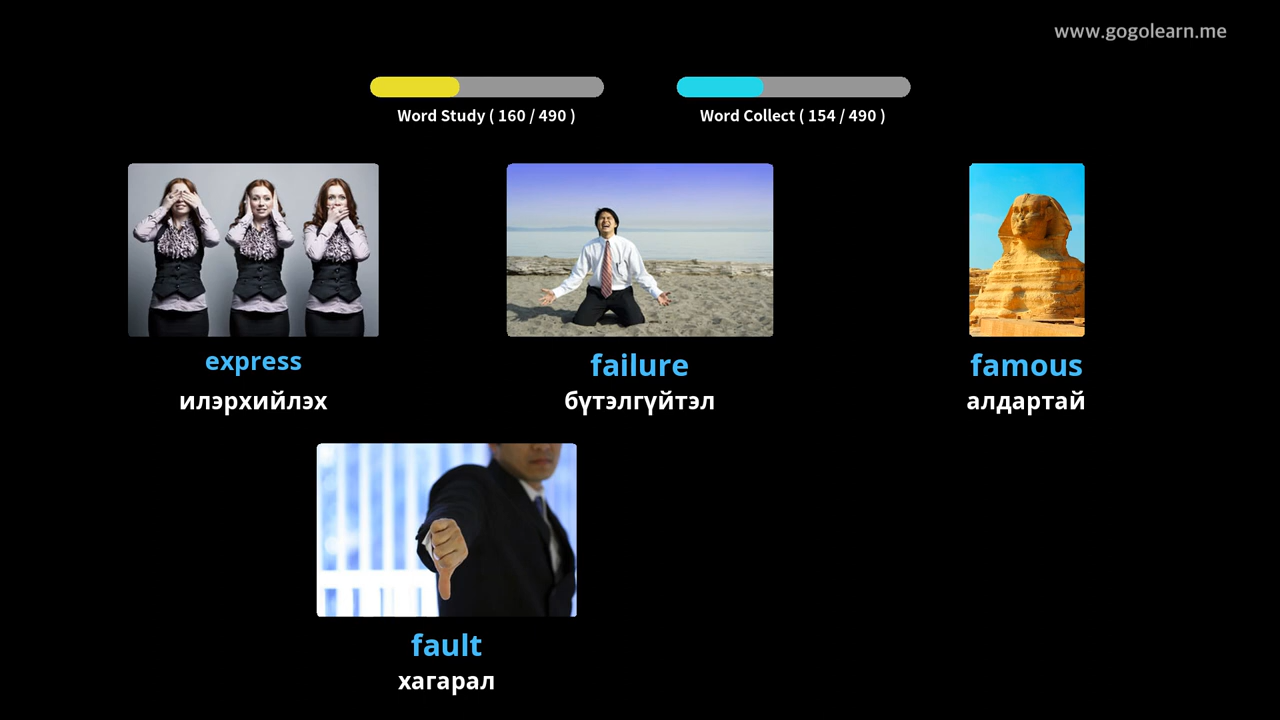 www.gogolearn.me
Word Study ( 160 / 490 )
Word Collect ( 154 / 490 )
express
илэрхийлэх
failure
бүтэлгүйтэл
famous
алдартай
fault
хагарал